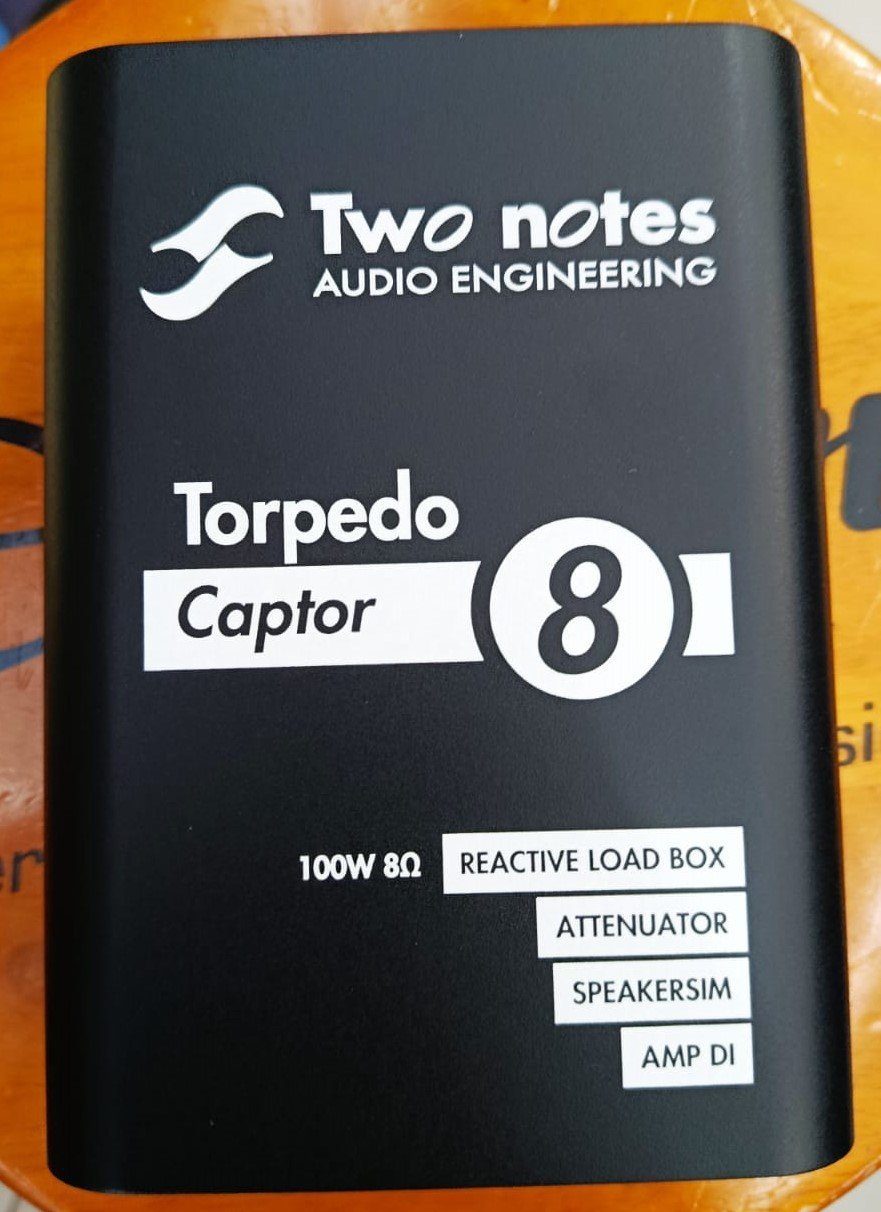 Two notes
AUDIO ENGINEERING
Torpedo
Captor 8
100W 8Ω REACTIVE LOAD BOX
ATTENUATOR
SPEAKERSIM
AMP DI